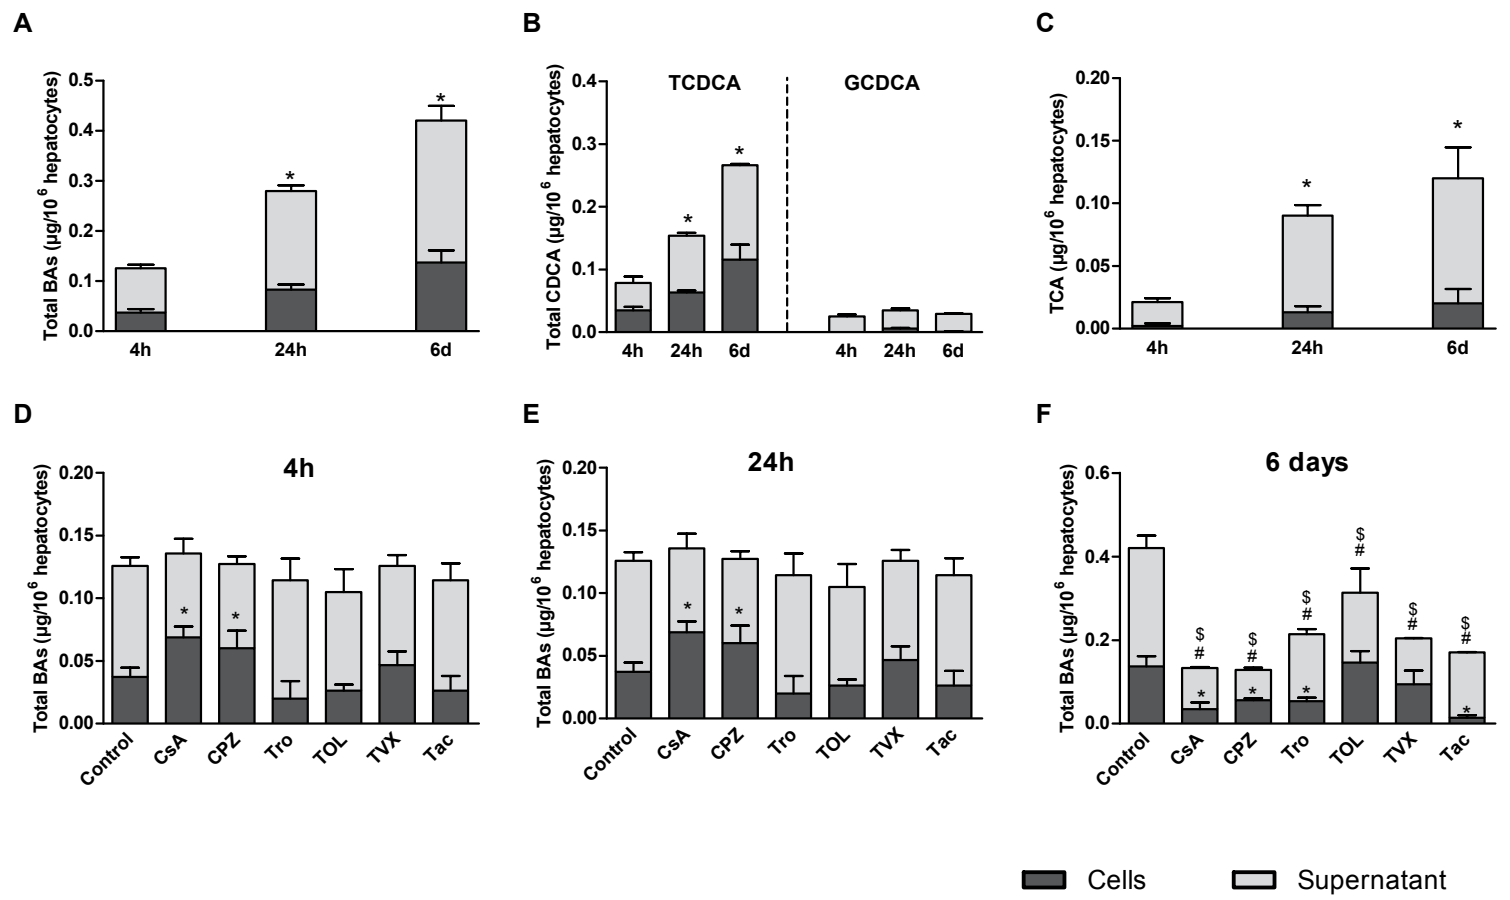 A
Total BAs (µg/10⁶ hepatocytes)
0.5
0.4
0.3
0.2
0.1
0.0
*
*
4h 24h 6d
B
Total CDCA (µg/10⁶ hepatocytes)
0.4
0.3
0.2
0.1
0.0
TCDCA GCDCA
*
*
4h 24h 6d 4h 24h 6d
C
TCA (µg/10⁶ hepatocytes)
0.20
0.15
0.10
0.05
0.00
*
*
4h 24h 6d
D
4h
Total BAs (µg/10⁶ hepatocytes)
0.20
0.15
0.10
0.05
0.00
* *
Control CsA CPZ Tro TOL TVX Tac
E
24h
Total BAs (µg/10⁶ hepatocytes)
0.20
0.15
0.10
0.05
0.00
* *
Control CsA CPZ Tro TOL TVX Tac
F
6 days
Total BAs (µg/10⁶ hepatocytes)
0.6
0.4
0.2
0.0
$ $ $ $ $ $
# # # # # #
* * * *
Control CsA CPZ Tro TOL TVX Tac
Cells Supernatant